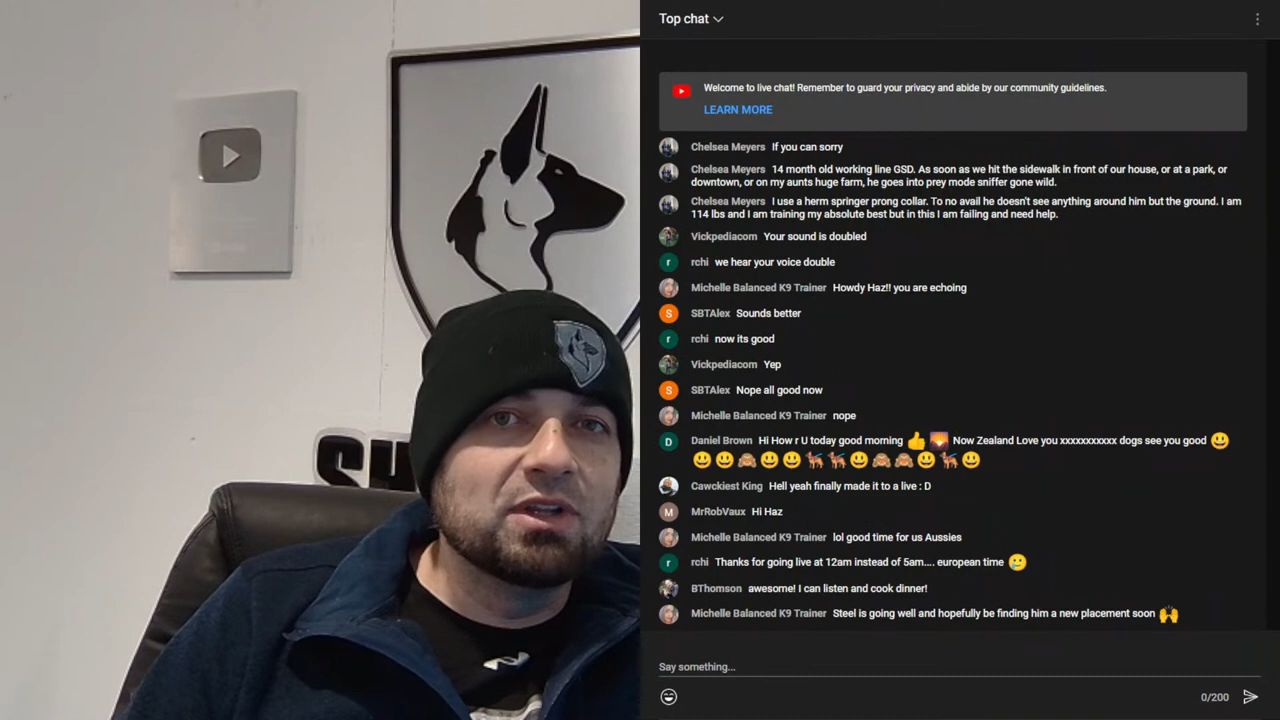 Top chat
Welcome to live chat! Remember to guard your privacy and abide by our community guidelines.
LEARN MORE
Chelsea Meyers If you can sorry
Chelsea Meyers 14 month old working line GSD. As soon as we hit the sidewalk in front of our house, or at a park, or
downtown, or on my aunts huge farm, he goes into prey mode sniffer gone wild.
Chelsea Meyers I use a herm springer prong collar. To no avail he doesn't see anything around him but the ground. I am
114 lbs and I am training my absolute best but in this I am failing and need help.
Vickpediacom Your sound is doubled
r rchi we hear your voice double
Michelle Balanced K9 Trainer Howdy Haz!! you are echoing
S SBTAlex Sounds better
r rchi now its good
Vickpediacom Yep
S SBTAlex Nope all good now
Michelle Balanced K9 Trainer nope
D Daniel Brown Hi How r U today good morning 👍 🌄 Now Zealand Love you xxxxxxxxxxx dogs see you good 😃
😃 😃 🙈 😃 😃 🐕 🐕 😃 🙈 🙈 😃 🐕 😃
Cawckiest King Hell yeah finally made it to a live : D
M MrRobVaux Hi Haz
Michelle Balanced K9 Trainer lol good time for us Aussies
r rchi Thanks for going live at 12am instead of 5am.... european time 🥲
BThomson awesome! I can listen and cook dinner!
Michelle Balanced K9 Trainer Steel is going well and hopefully be finding him a new placement soon 🙌
Say something...
0/200
SH